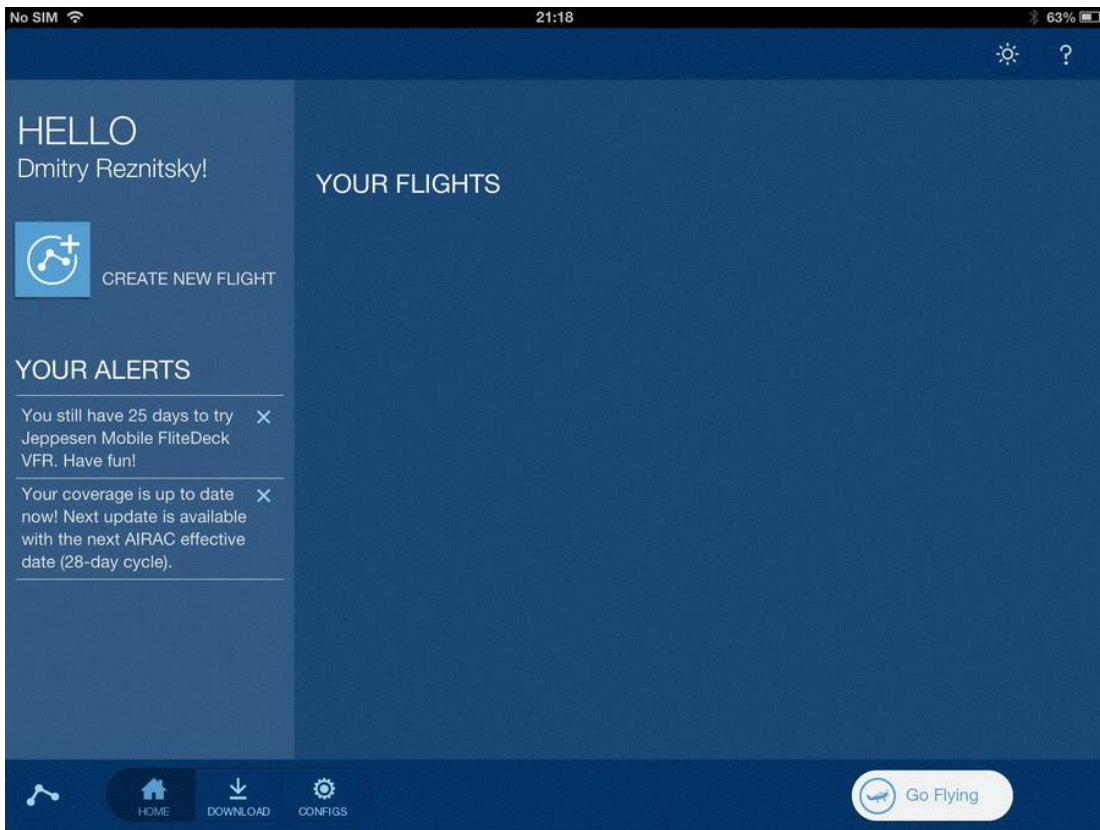 No SIM 21:18 63%
?
HELLO
Dmitry Reznitsky!
YOUR FLIGHTS
CREATE NEW FLIGHT
YOUR ALERTS
You still have 25 days to try
Jeppesen Mobile FliteDeck
VFR. Have fun!
Your coverage is up to date
now! Next update is available
with the next AIRAC effective
date (28-day cycle).
HOME DOWNLOAD CONFIGS Go Flying